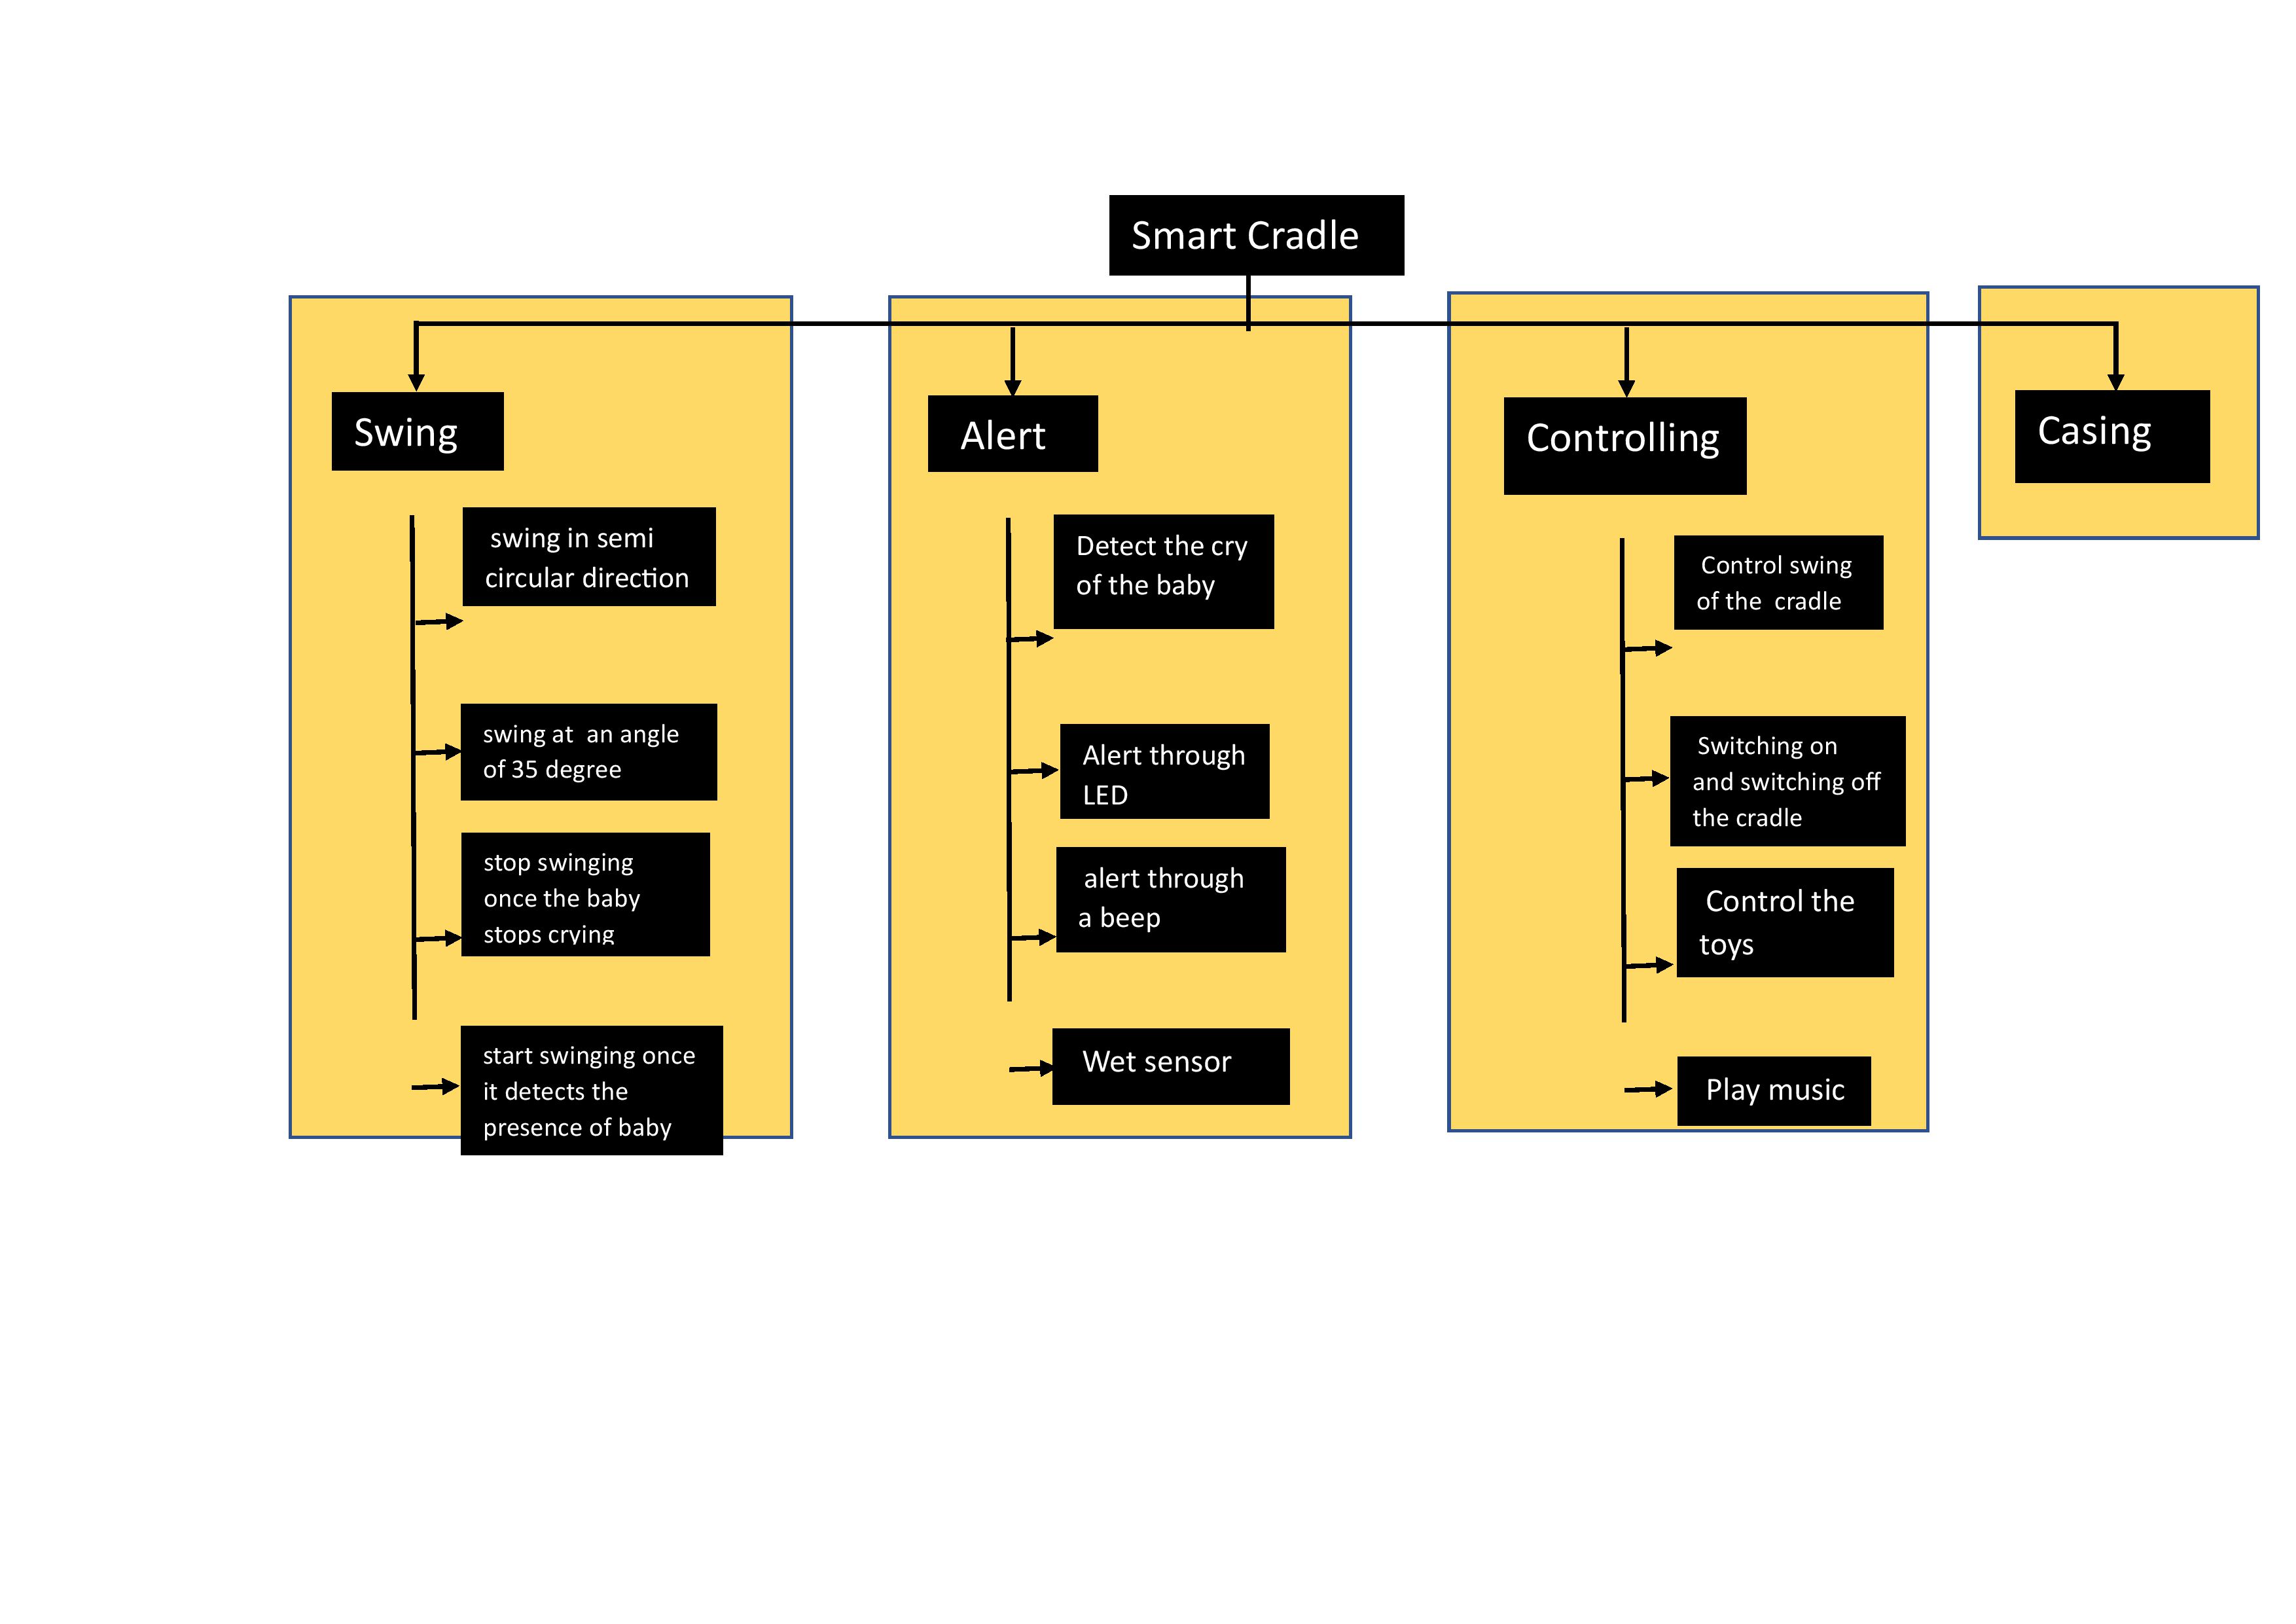 Smart Cradle
Swing
swing in semi
circular direction
swing at  an angle
of 35 degree
stop swinging
once the baby
stops crying
start swinging once
it detects the
presence of baby
Alert
Detect the cry
of the baby
Alert through
LED
alert through
a beep
Wet sensor
Controlling
Control swing
of the  cradle
Switching on
and switching off
the cradle
Control the
toys
Play music
Casing